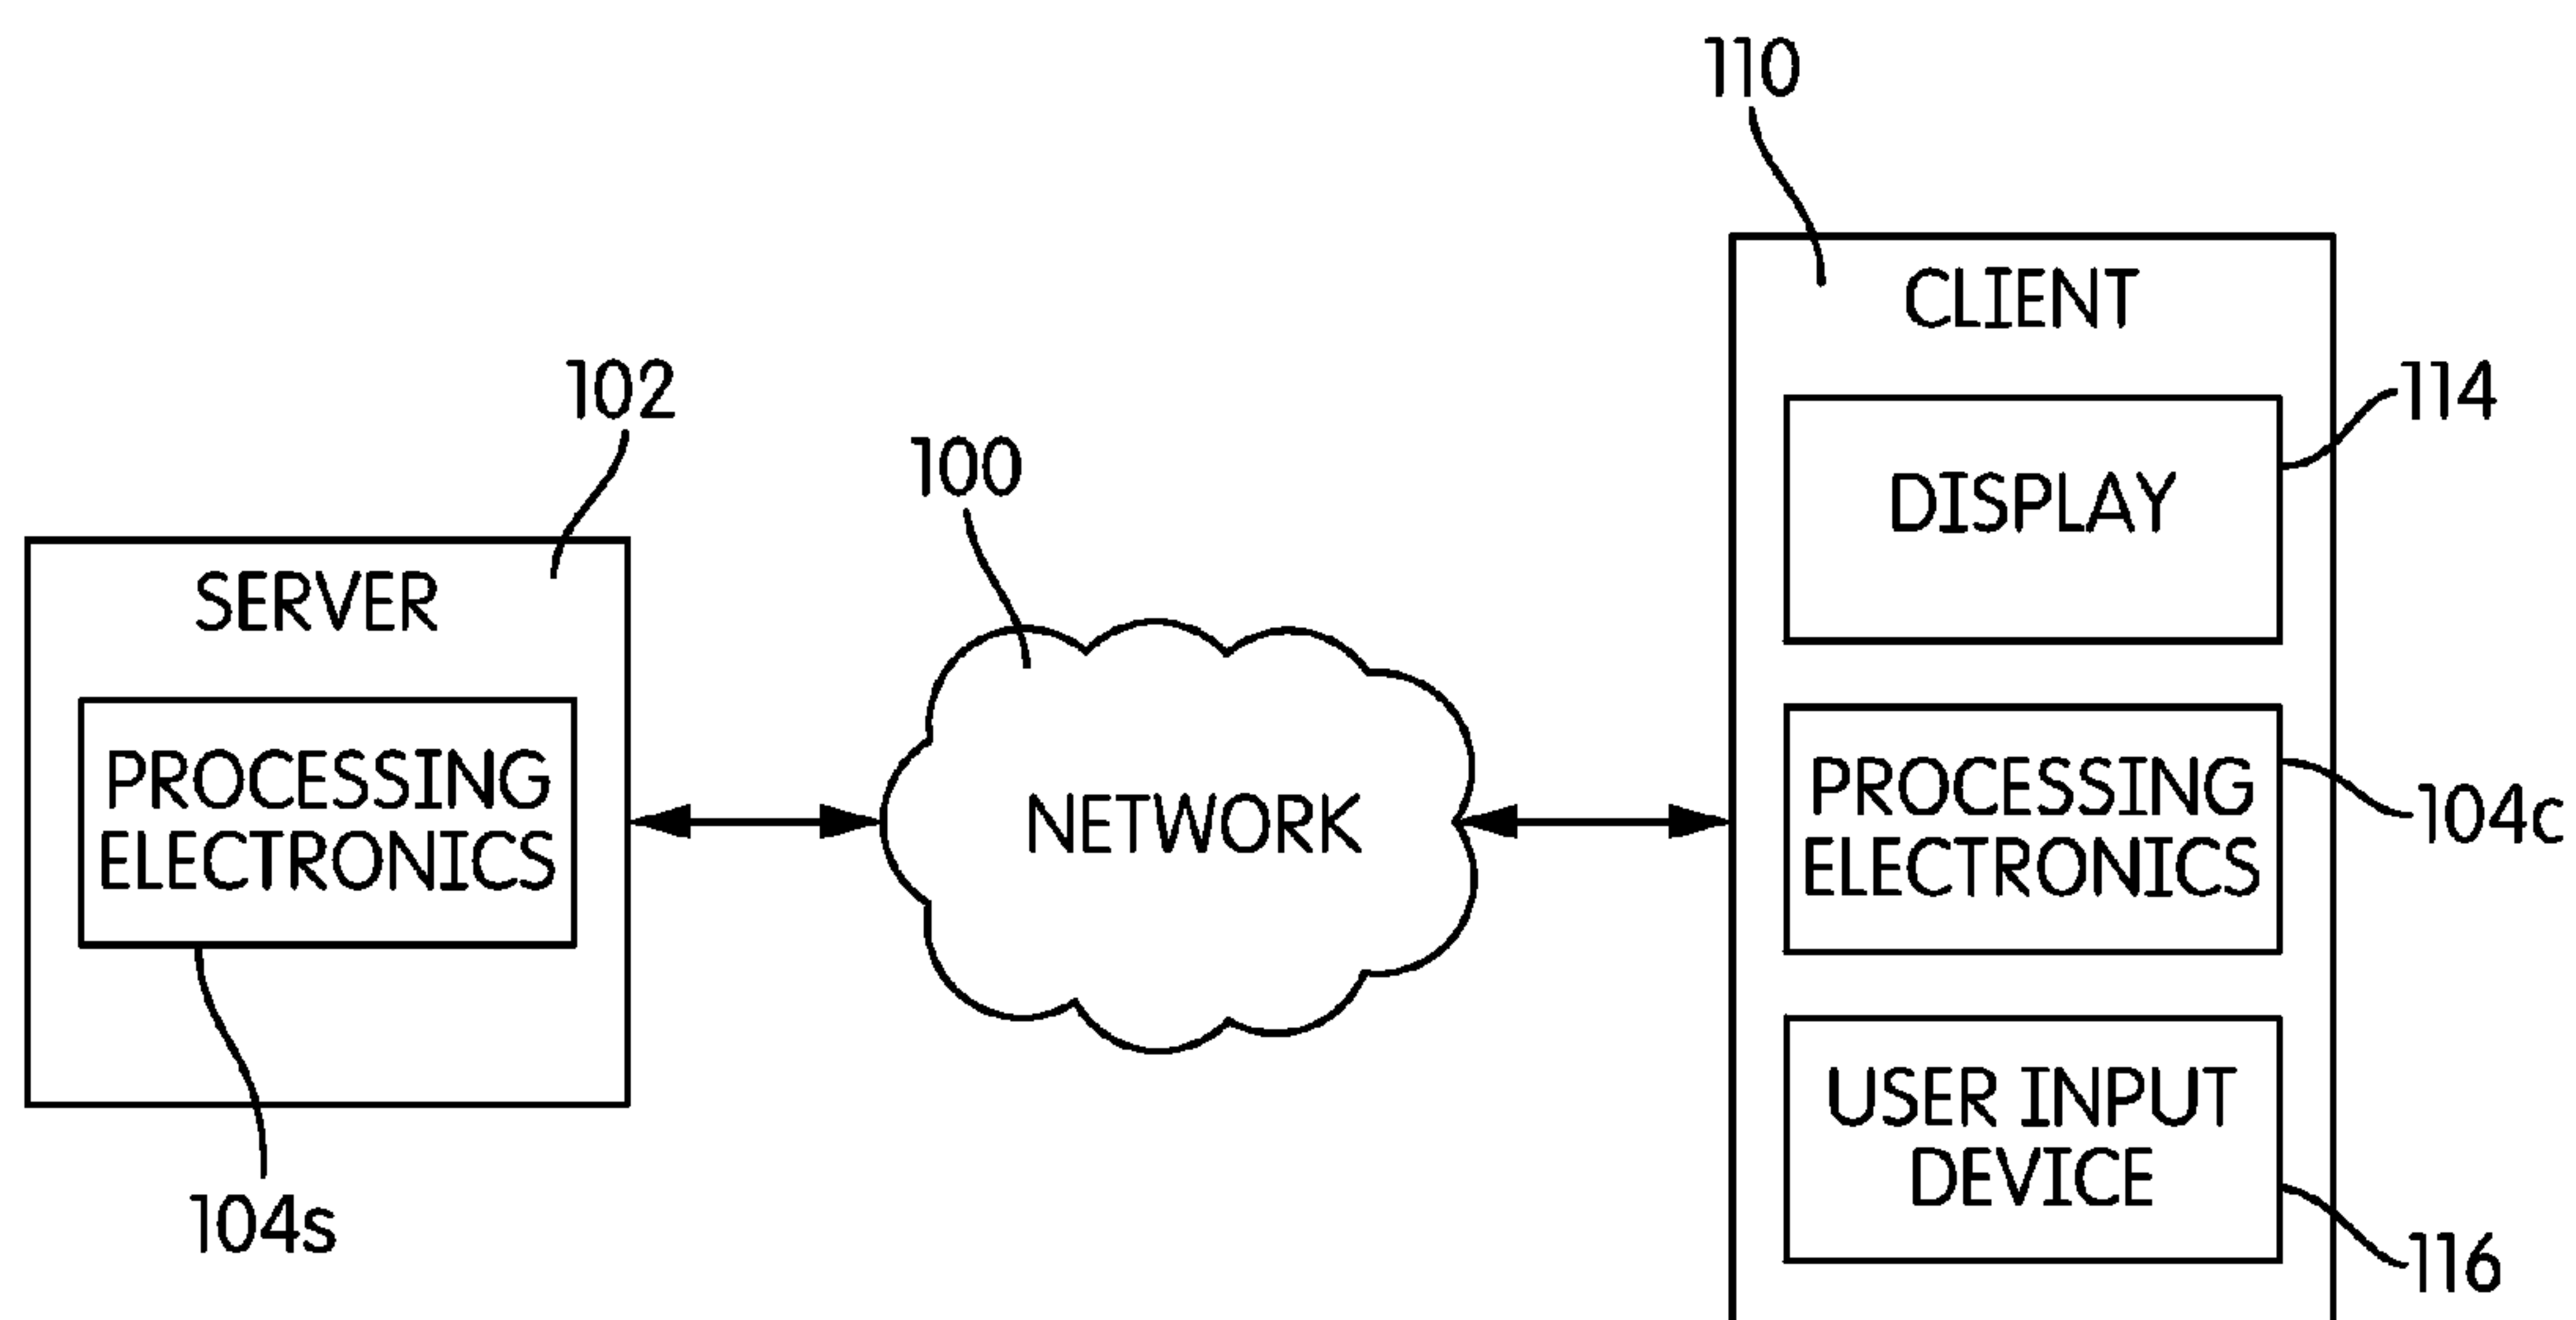 110
CLIENT
102
114
100
DISPLAY
SERVER
PROCESSING
ELECTRONICS
NETWORK
PROCESSING
ELECTRONICS
104c
USER INPUT
DEVICE
104s
116